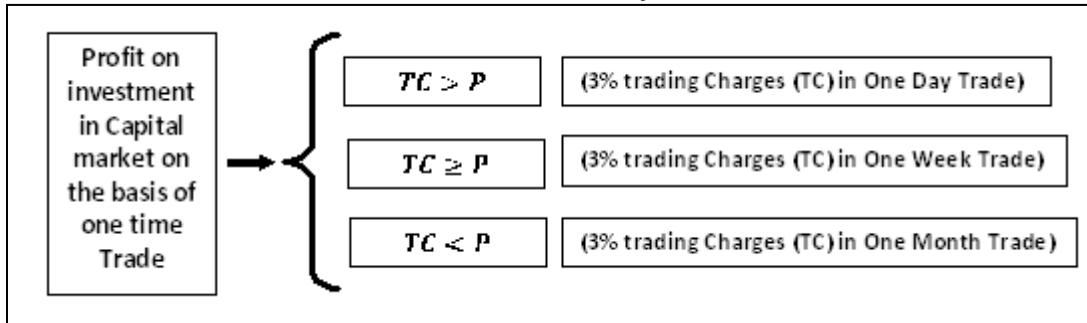 Profit on
investment
in Capital
market on
the basis of
one time
Trade
TC > P
(3% trading Charges (TC) in One Day Trade)
TC ≥ P
(3% trading Charges (TC) in One Week Trade)
TC < P
(3% trading Charges (TC) in One Month Trade)